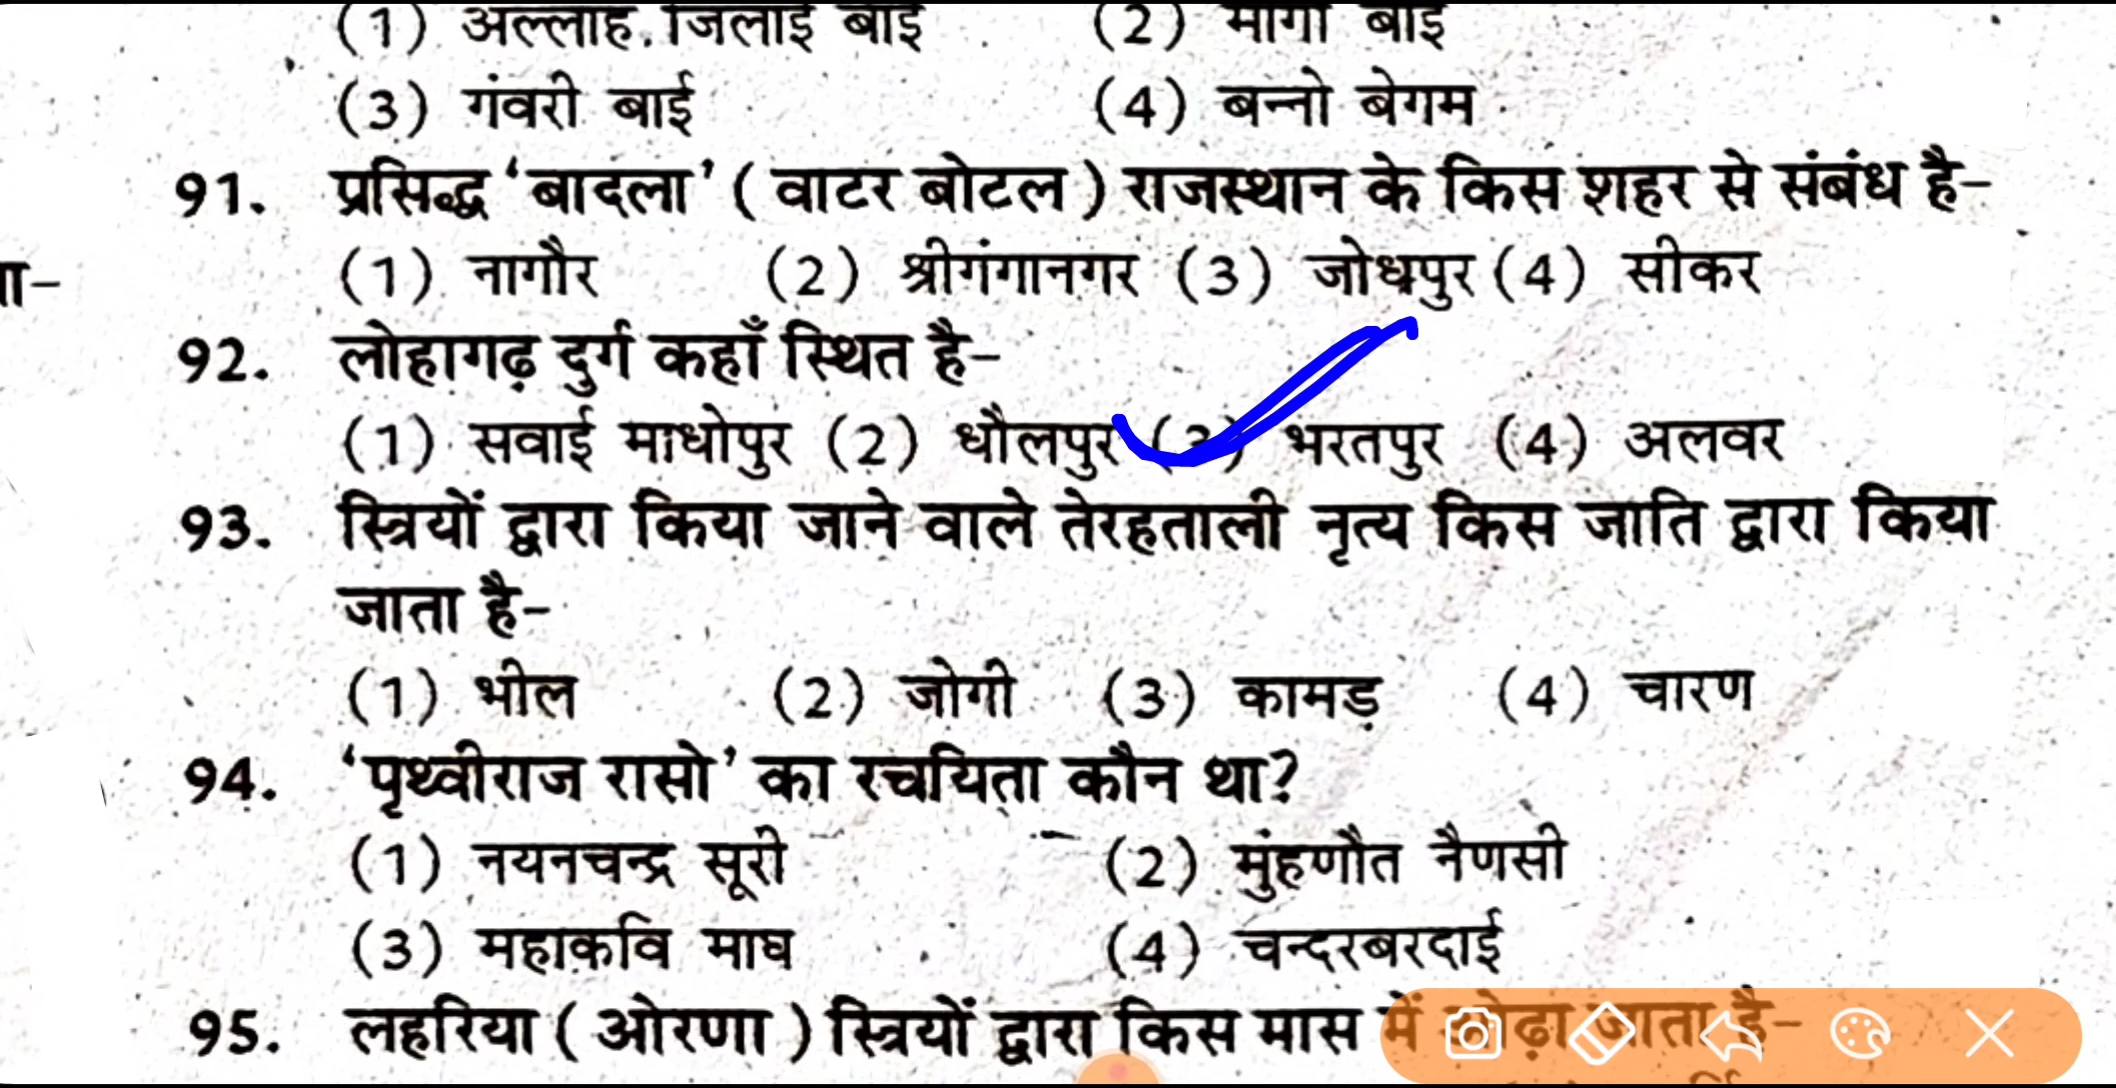 (1) अल्लाह जिलाई बाई (2) मांगी बाई
(3) गंवरी बाई (4) बन्नो बेगम
91. प्रसिद्ध ‘बादला’ ( वाटर बोटल ) राजस्थान के किस शहर से संबंध है–
ा–
(1) नागौर (2) श्रीगंगानगर (3) जोधपुर (4) सीकर
92. लोहागढ़ दुर्ग कहाँ स्थित है–
(1) सवाई माधोपुर (2) धौलपुर (3) भरतपुर (4) अलवर
93. स्त्रियों द्वारा किया जाने वाले तेरहताली नृत्य किस जाति द्वारा किया
जाता है–
(1) भील (2) जोगी (3) कामड़ (4) चारण
94. ‘पृथ्वीराज रासो’ का रचयिता कौन था?
(1) नयनचन्द्र सूरी (2) मुंहणौत नैणसी
(3) महाकवि माघ (4) चन्दरबरदाई
95. लहरिया ( ओरणा ) स्त्रियों द्वारा किस मास में ओढ़ा जाता है–